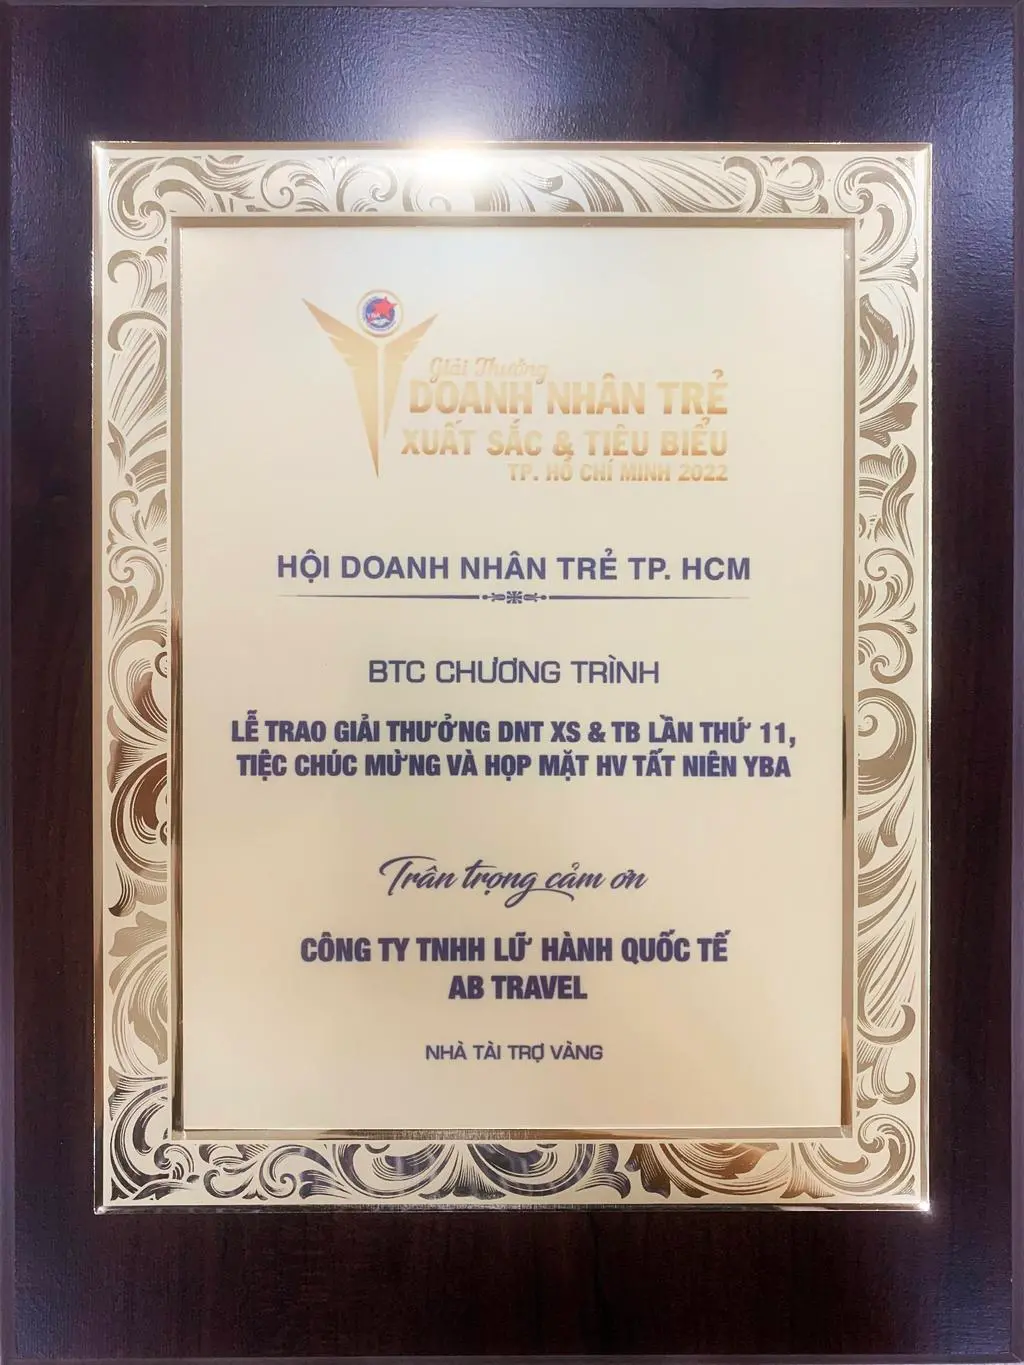 YBA
Giải Thưởng
DOANH NHÂN TRẺ
XUẤT SẮC & TIÊU BIỂU
TP. HỒ CHÍ MINH 2022
HỘI DOANH NHÂN TRẺ TP. HCM
BTC CHƯƠNG TRÌNH
LỄ TRAO GIẢI THƯỞNG DNT XS & TB LẦN THỨ 11,
TIỆC CHÚC MỪNG VÀ HỌP MẶT HV TẤT NIÊN YBA
Trân trọng cảm ơn
CÔNG TY TNHH LỮ HÀNH QUỐC TẾ
AB TRAVEL
NHÀ TÀI TRỢ VÀNG